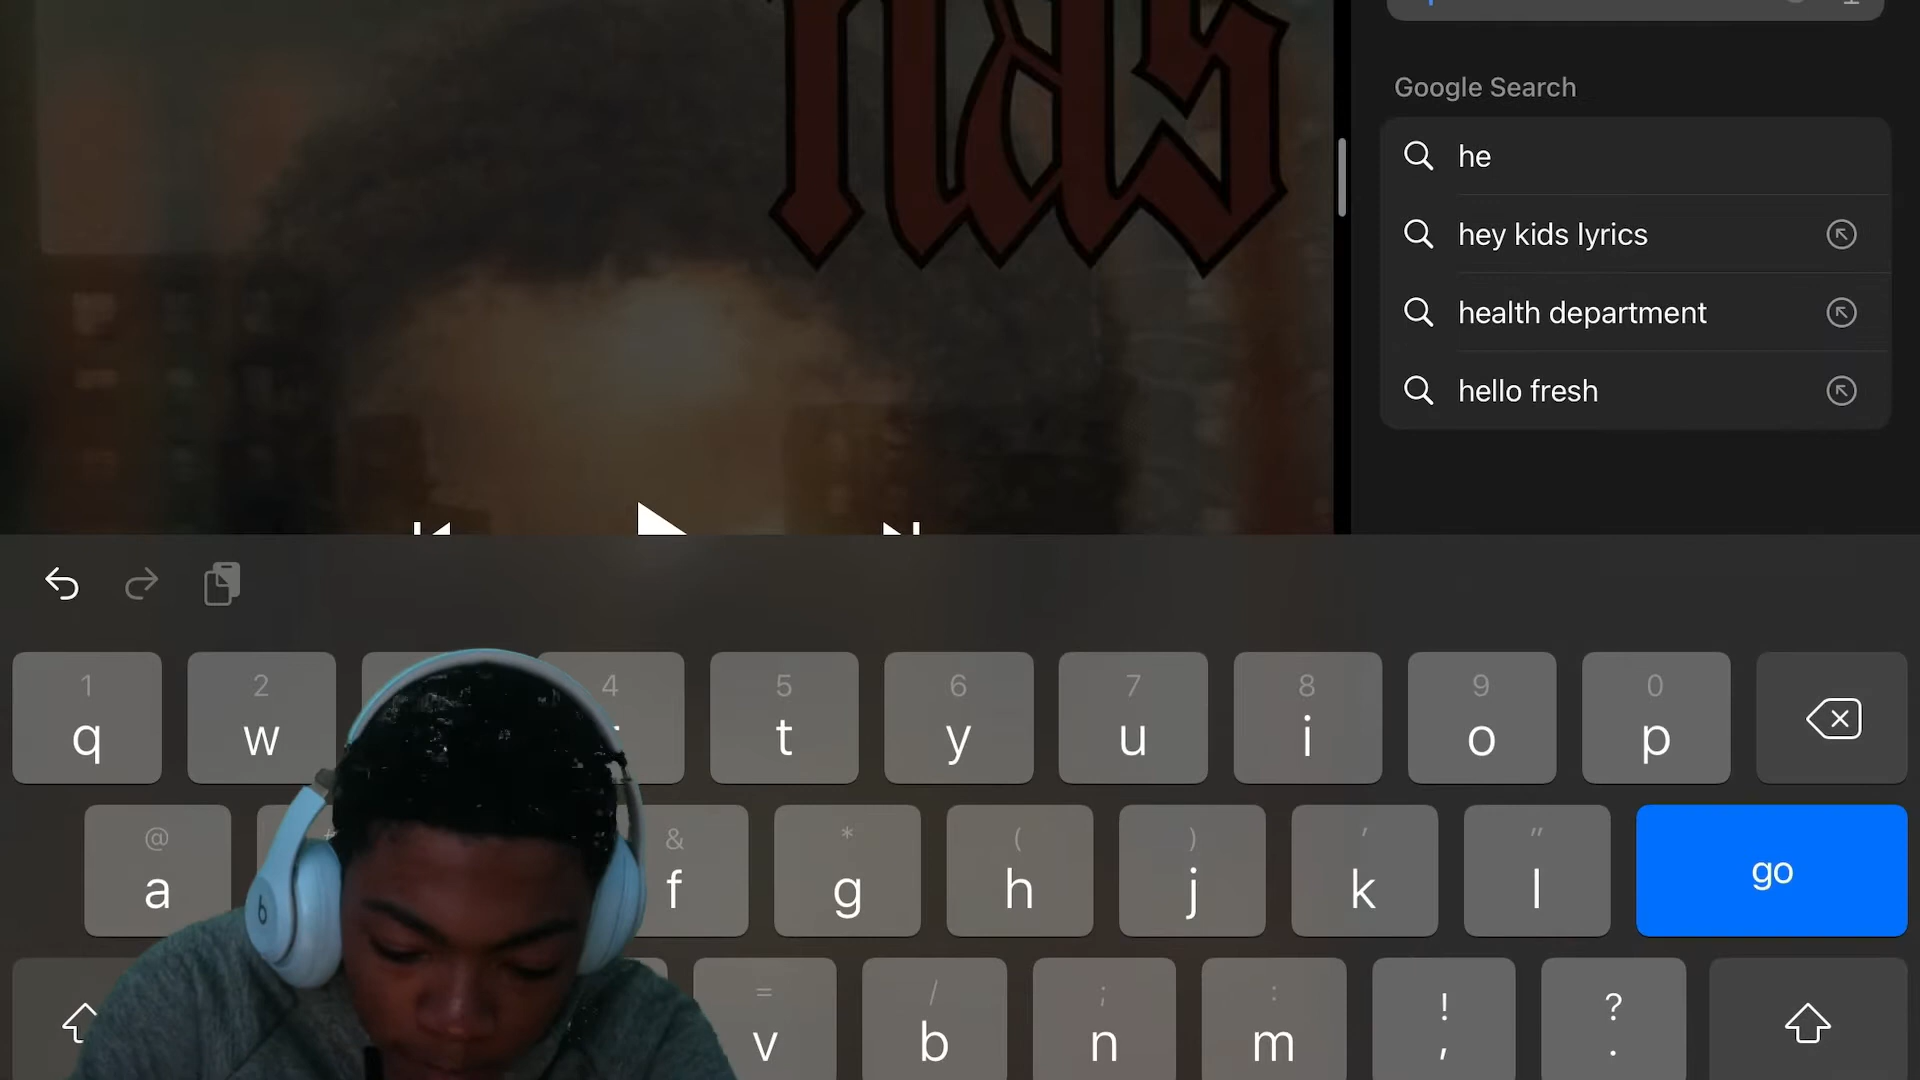 nas
Google Search
he
hey kids lyrics
health department
hello fresh
1 2 4 5 6 7 8 9 0
q w t y u i o p
@ & * ( ) ' "
a f g h j k l go
= / ; : ! ?
v b n m , .
b